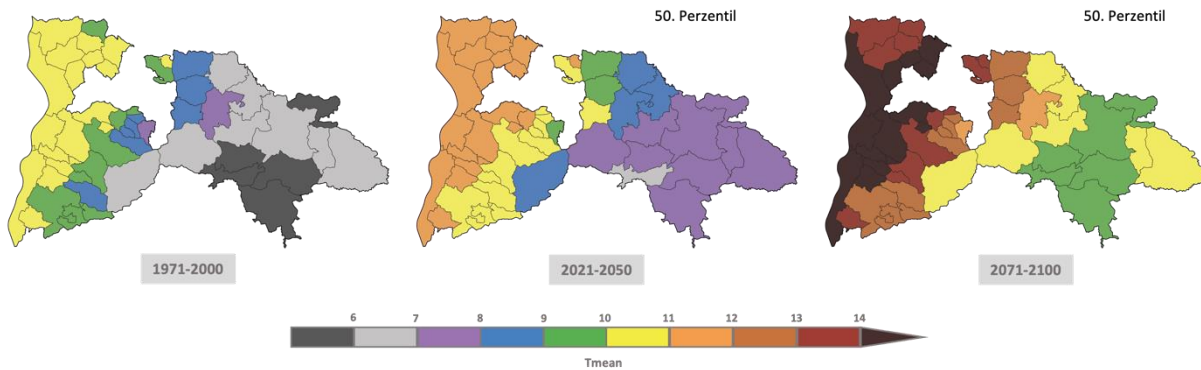 50. Perzentil
50. Perzentil
1971-2000
2021-2050
2071-2100
6 7 8 9 10 11 12 13 14
Tmean